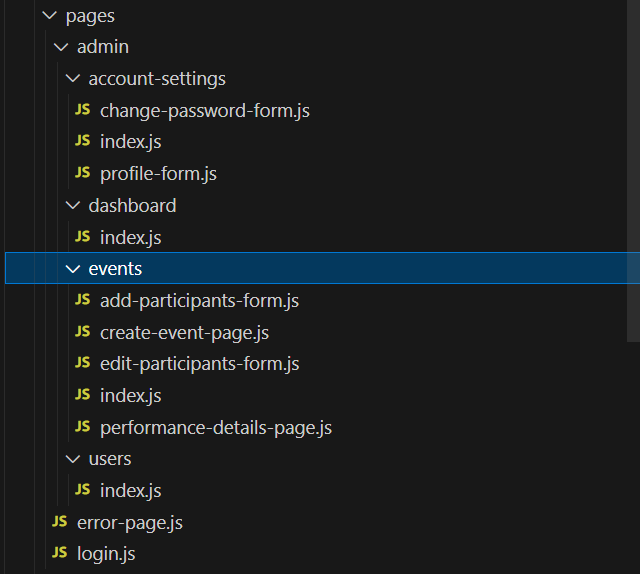 pages
admin
account-settings
JS change-password-form.js
JS index.js
JS profile-form.js
dashboard
JS index.js
events
JS add-participants-form.js
JS create-event-page.js
JS edit-participants-form.js
JS index.js
JS performance-details-page.js
users
JS index.js
JS error-page.js
JS login.js